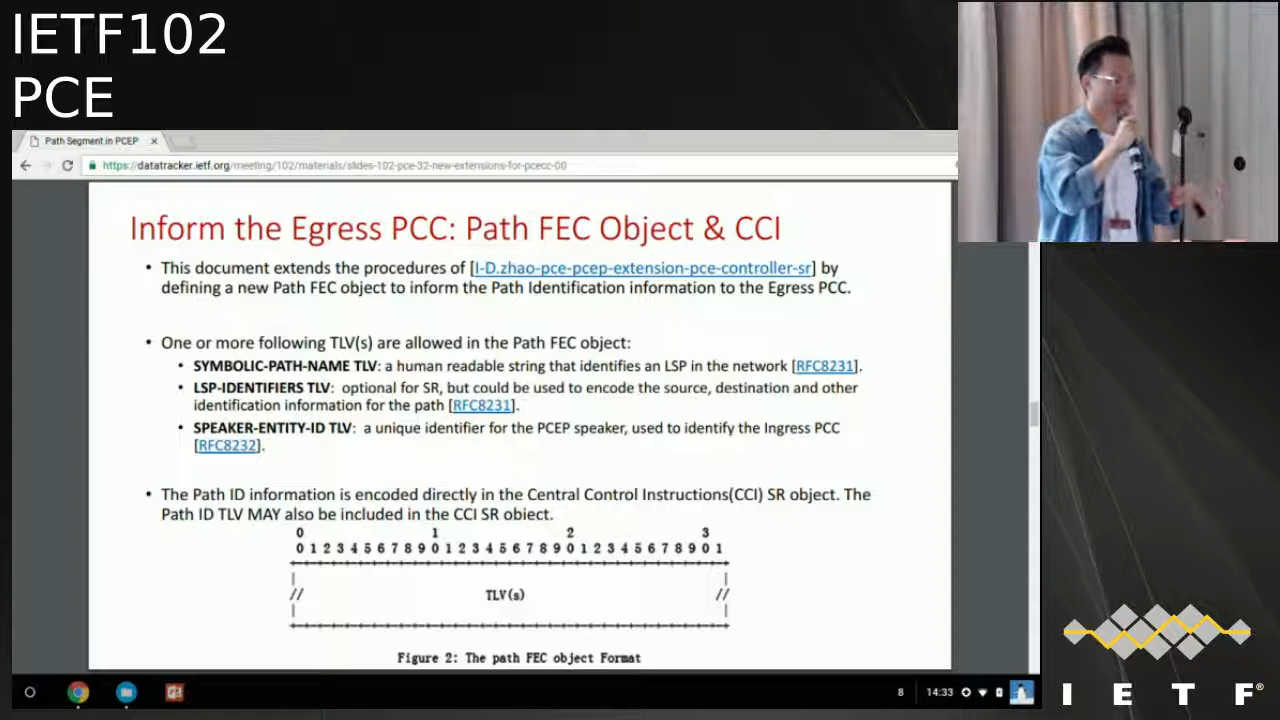 IETF102
PCE
Path Segment in PCEP
https://datatracker.ietf.org/meeting/102/materials/slides-102-pce-32-new-extensions-for-pcecc-00
Inform the Egress PCC: Path FEC Object & CCI
• This document extends the procedures of [I-D.zhao-pce-pcep-extension-pce-controller-sr] by
defining a new Path FEC object to inform the Path Identification information to the Egress PCC.
• One or more following TLV(s) are allowed in the Path FEC object:
• SYMBOLIC-PATH-NAME TLV: a human readable string that identifies an LSP in the network [RFC8231].
• LSP-IDENTIFIERS TLV: optional for SR, but could be used to encode the source, destination and other
identification information for the path [RFC8231].
• SPEAKER-ENTITY-ID TLV: a unique identifier for the PCEP speaker, used to identify the Ingress PCC
[RFC8232].
• The Path ID information is encoded directly in the Central Control Instructions(CCI) SR object. The
Path ID TLV MAY also be included in the CCI SR object.
0 1 2 3
0 1 2 3 4 5 6 7 8 9 0 1 2 3 4 5 6 7 8 9 0 1 2 3 4 5 6 7 8 9 0 1
// TLV(s) //
Figure 2: The path FEC object Format
8 14:33
IETF®